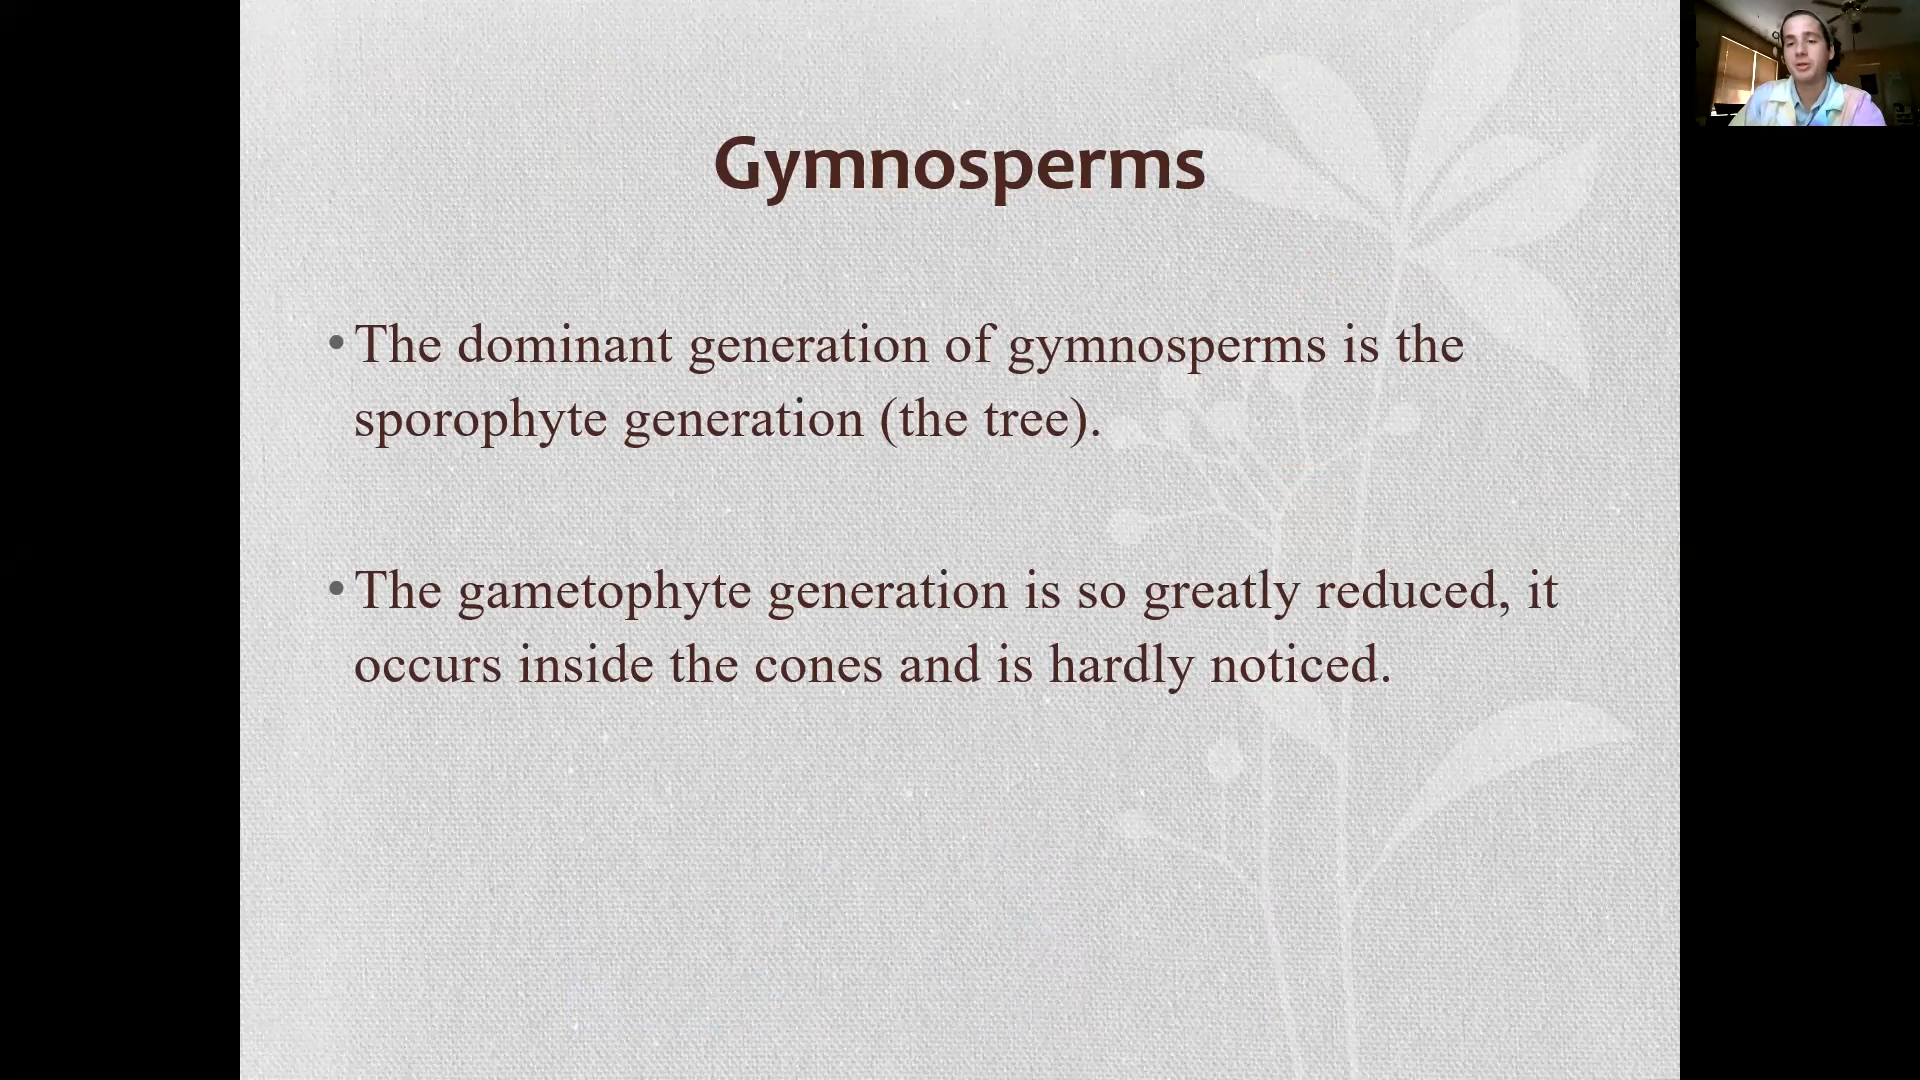 Gymnosperms
• The dominant generation of gymnosperms is the
sporophyte generation (the tree).
• The gametophyte generation is so greatly reduced, it
occurs inside the cones and is hardly noticed.